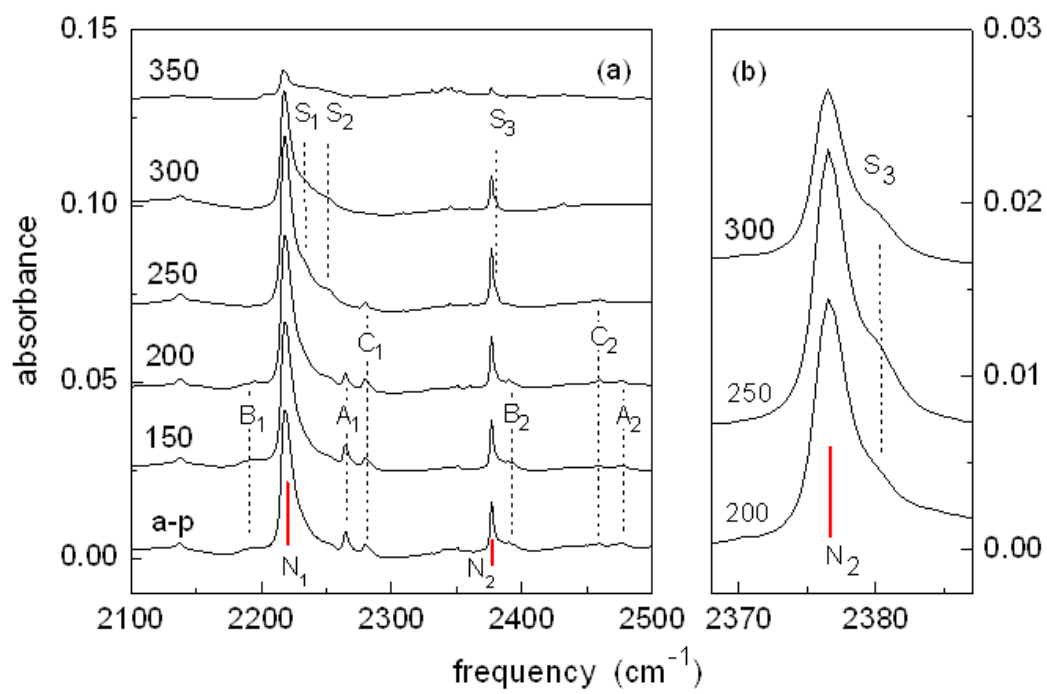 absorbance
0.15
0.10
0.05
0.00
(a)
350
S1 S2 S3
300
250
C1 C2
200
B1 A1 B2 A2
150
a-p
N1 N2
2100 2200 2300 2400 2500
(b)
0.03
S3
300
0.02
250
0.01
200
N2
0.00
2370 2380
frequency (cm⁻¹)